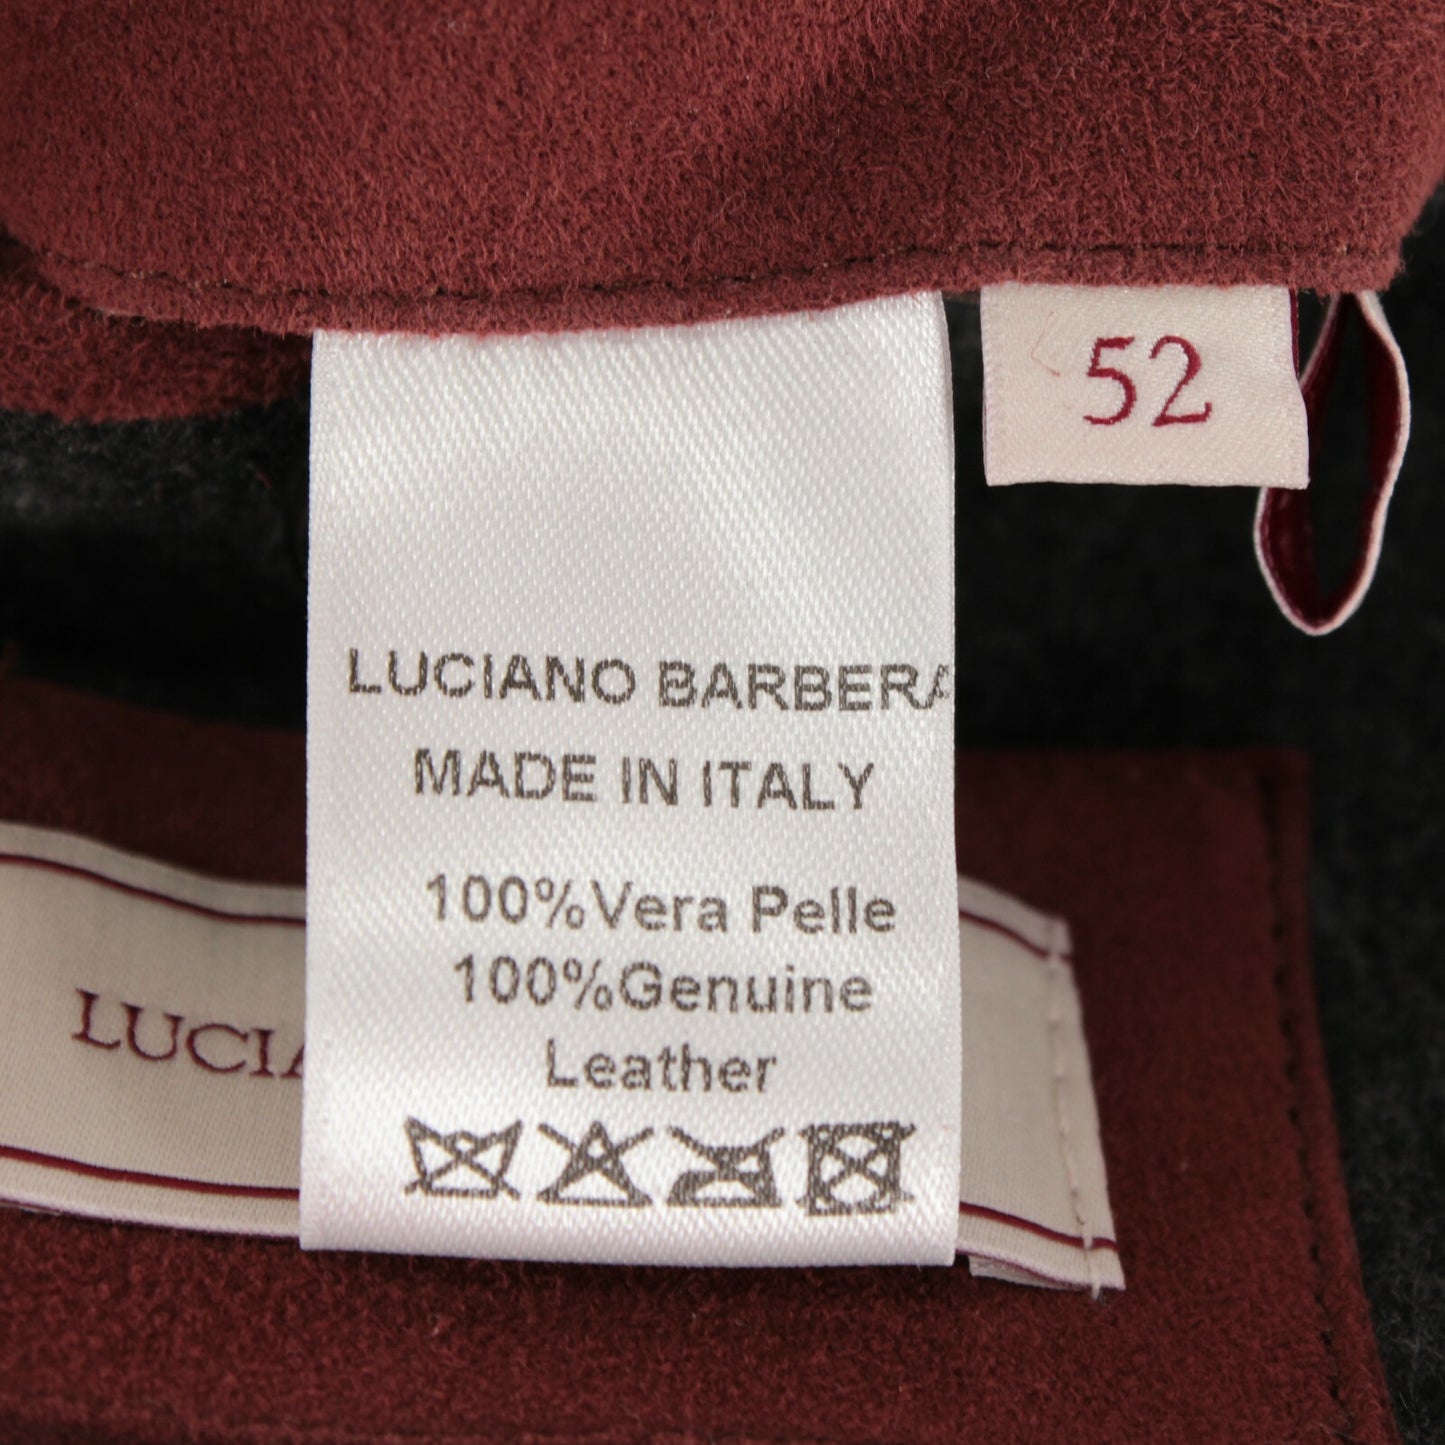 52
LUCIANO BARBERA
MADE IN ITALY
100%Vera Pelle
100%Genuine
Leather
LUCIA